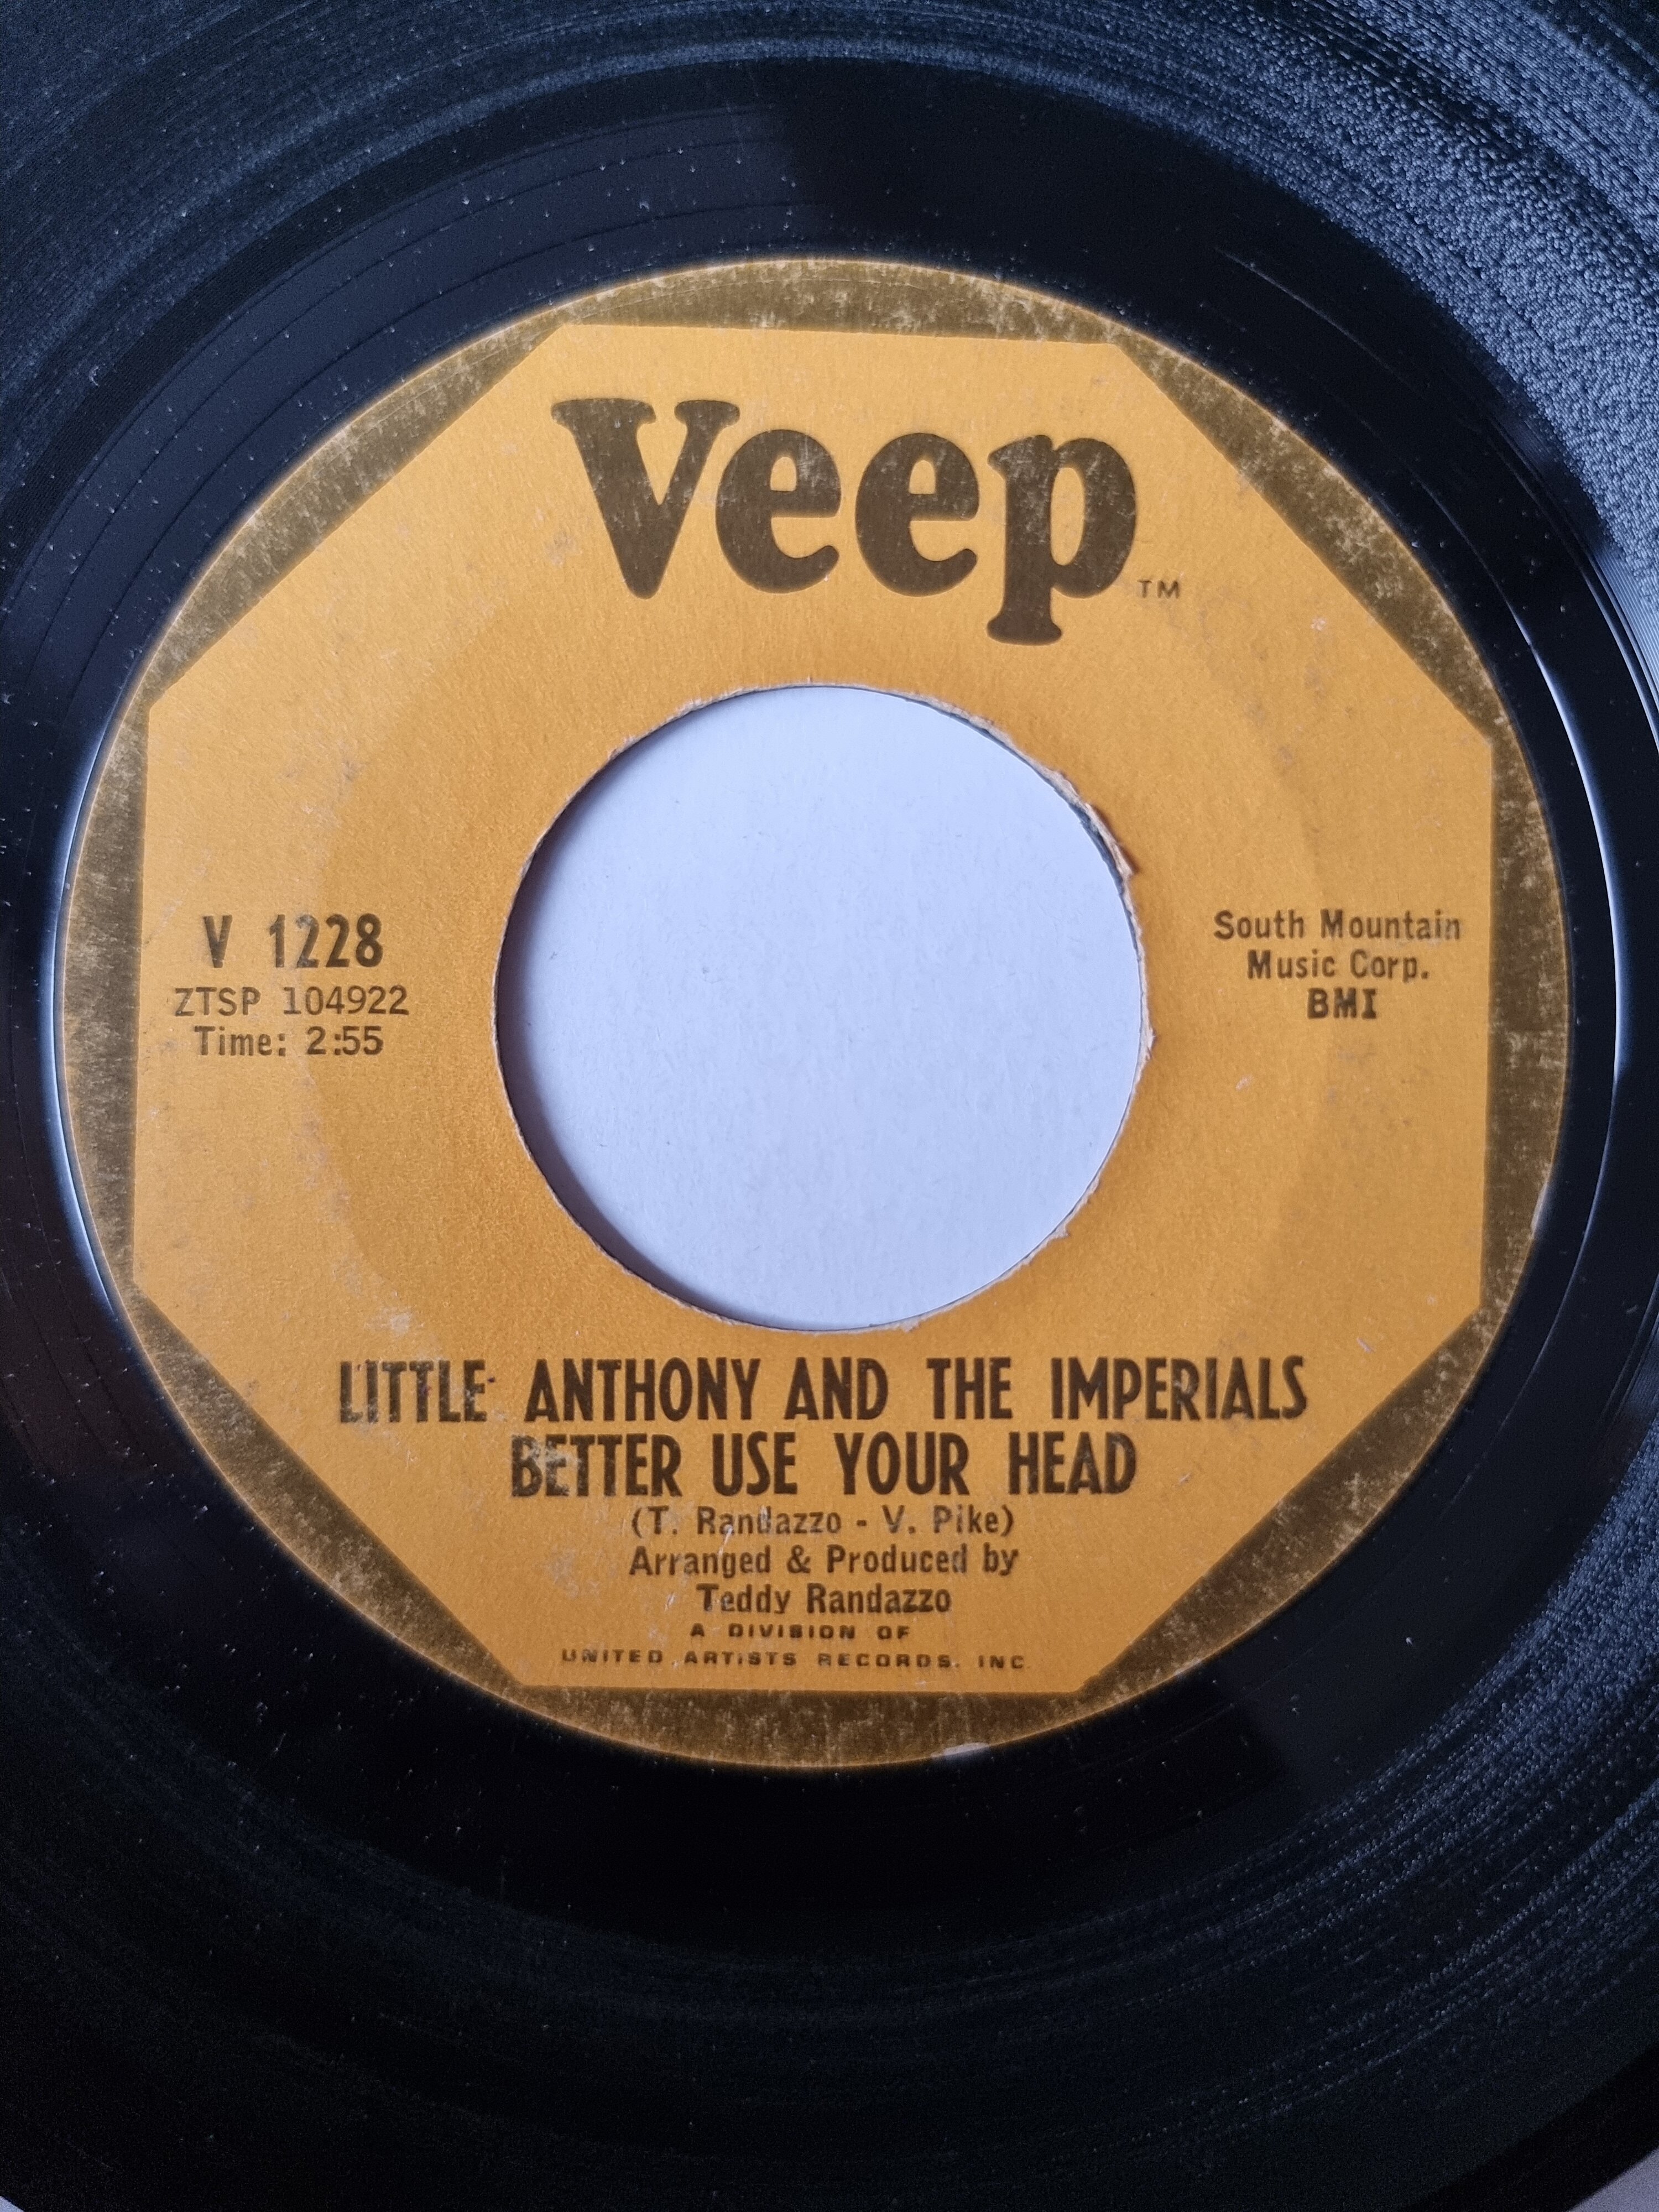 Veep
TM
V 1228
ZTSP 104922
Time: 2:55
South Mountain
Music Corp.
BMI
LITTLE ANTHONY AND THE IMPERIALS
BETTER USE YOUR HEAD
(T. Randazzo - V. Pike)
Arranged & Produced by
Teddy Randazzo
A DIVISION OF
UNITED ARTISTS RECORDS, INC.